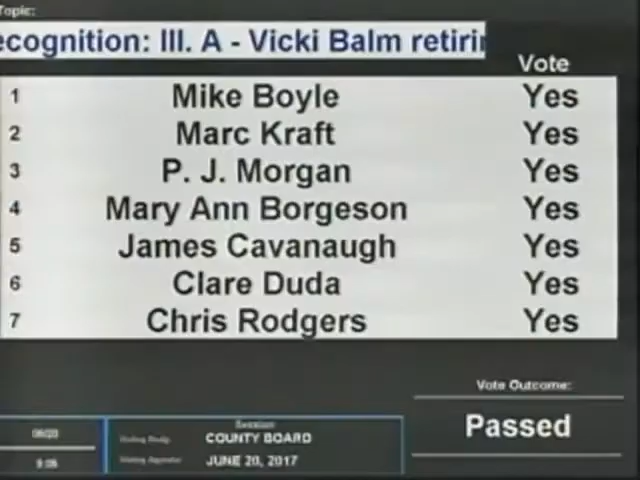 Topic:
ecognition: III. A - Vicki Balm retirin
Vote
1 Mike Boyle Yes
2 Marc Kraft Yes
3 P. J. Morgan Yes
4 Mary Ann Borgeson Yes
5 James Cavanaugh Yes
6 Clare Duda Yes
7 Chris Rodgers Yes
Vote Outcome:
Passed
Session
COUNTY BOARD
JUNE 20, 2017